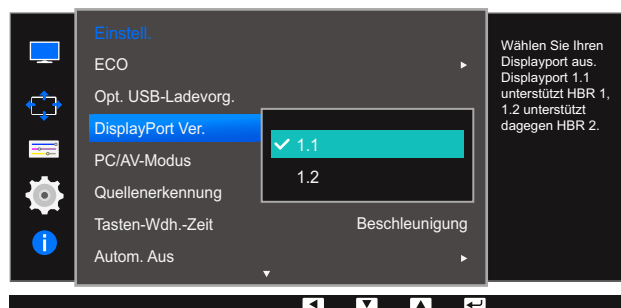 Einstell.
ECO
Opt. USB-Ladevorg.
DisplayPort Ver.
PC/AV-Modus
Quellenerkennung
Tasten-Wdh.-Zeit Beschleunigung
Autom. Aus
1.1
1.2
Wählen Sie Ihren
Displayport aus.
Displayport 1.1
unterstützt HBR 1,
1.2 unterstützt
dagegen HBR 2.